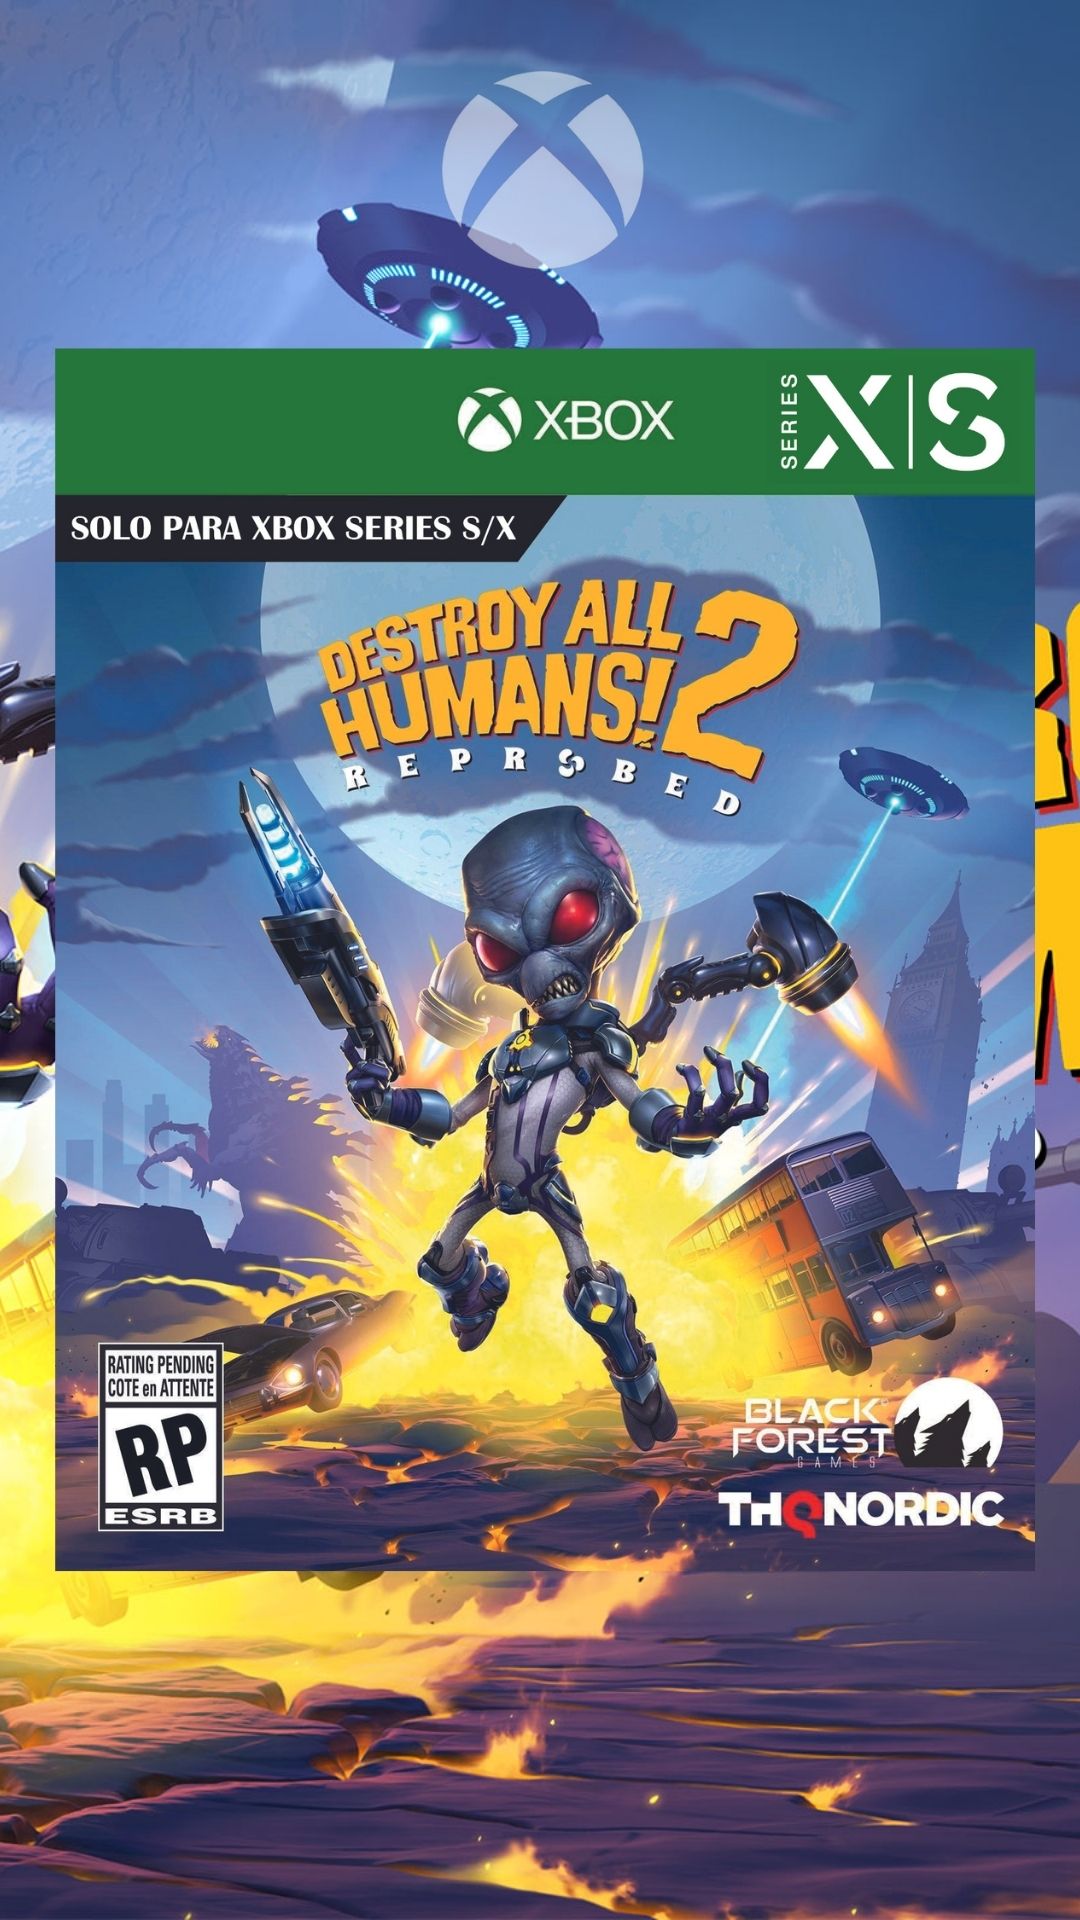 XBOX
SERIES X|S
SOLO PARA XBOX SERIES S/X
DESTROY ALL
HUMANS! 2
REPROBED
RATING PENDING
COTE en ATTENTE
RP
ESRB
BLACK
FOREST
GAMES
THQNORDIC